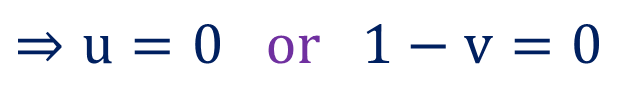 ⇒ u = 0 or 1 − v = 0